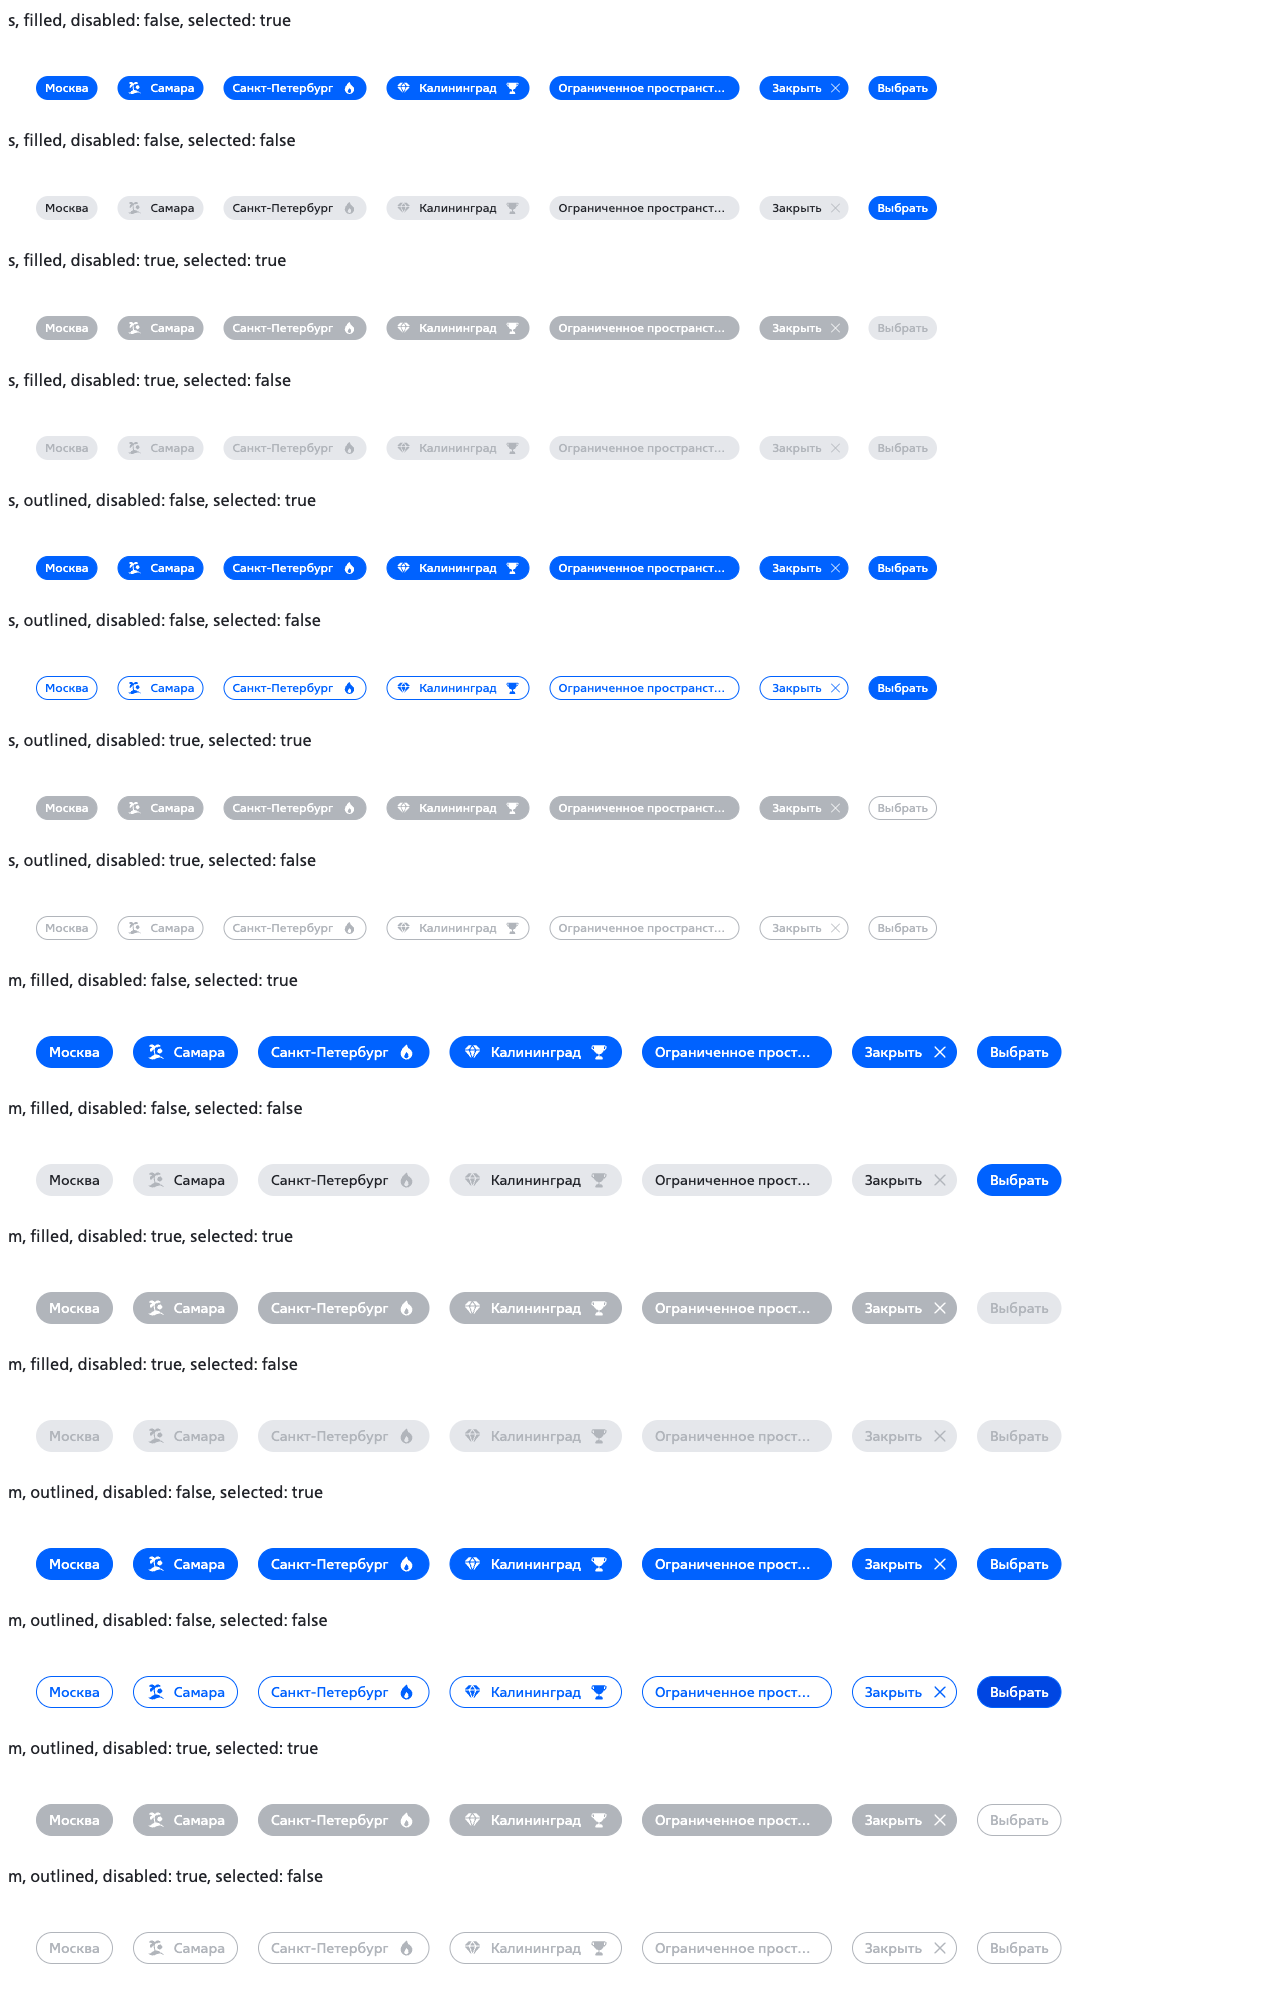 s, filled, disabled: false, selected: true
Москва Самара Санкт-Петербург Калининград Ограниченное пространст... Закрыть Выбрать
s, filled, disabled: false, selected: false
Москва Самара Санкт-Петербург Калининград Ограниченное пространст... Закрыть Выбрать
s, filled, disabled: true, selected: true
Москва Самара Санкт-Петербург Калининград Ограниченное пространст... Закрыть Выбрать
s, filled, disabled: true, selected: false
Москва Самара Санкт-Петербург Калининград Ограниченное пространст... Закрыть Выбрать
s, outlined, disabled: false, selected: true
Москва Самара Санкт-Петербург Калининград Ограниченное пространст... Закрыть Выбрать
s, outlined, disabled: false, selected: false
Москва Самара Санкт-Петербург Калининград Ограниченное пространст... Закрыть Выбрать
s, outlined, disabled: true, selected: true
Москва Самара Санкт-Петербург Калининград Ограниченное пространст... Закрыть Выбрать
s, outlined, disabled: true, selected: false
Москва Самара Санкт-Петербург Калининград Ограниченное пространст... Закрыть Выбрать
m, filled, disabled: false, selected: true
Москва Самара Санкт-Петербург Калининград Ограниченное прост... Закрыть Выбрать
m, filled, disabled: false, selected: false
Москва Самара Санкт-Петербург Калининград Ограниченное прост... Закрыть Выбрать
m, filled, disabled: true, selected: true
Москва Самара Санкт-Петербург Калининград Ограниченное прост... Закрыть Выбрать
m, filled, disabled: true, selected: false
Москва Самара Санкт-Петербург Калининград Ограниченное прост... Закрыть Выбрать
m, outlined, disabled: false, selected: true
Москва Самара Санкт-Петербург Калининград Ограниченное прост... Закрыть Выбрать
m, outlined, disabled: false, selected: false
Москва Самара Санкт-Петербург Калининград Ограниченное прост... Закрыть Выбрать
m, outlined, disabled: true, selected: true
Москва Самара Санкт-Петербург Калининград Ограниченное прост... Закрыть Выбрать
m, outlined, disabled: true, selected: false
Москва Самара Санкт-Петербург Калининград Ограниченное прост... Закрыть Выбрать